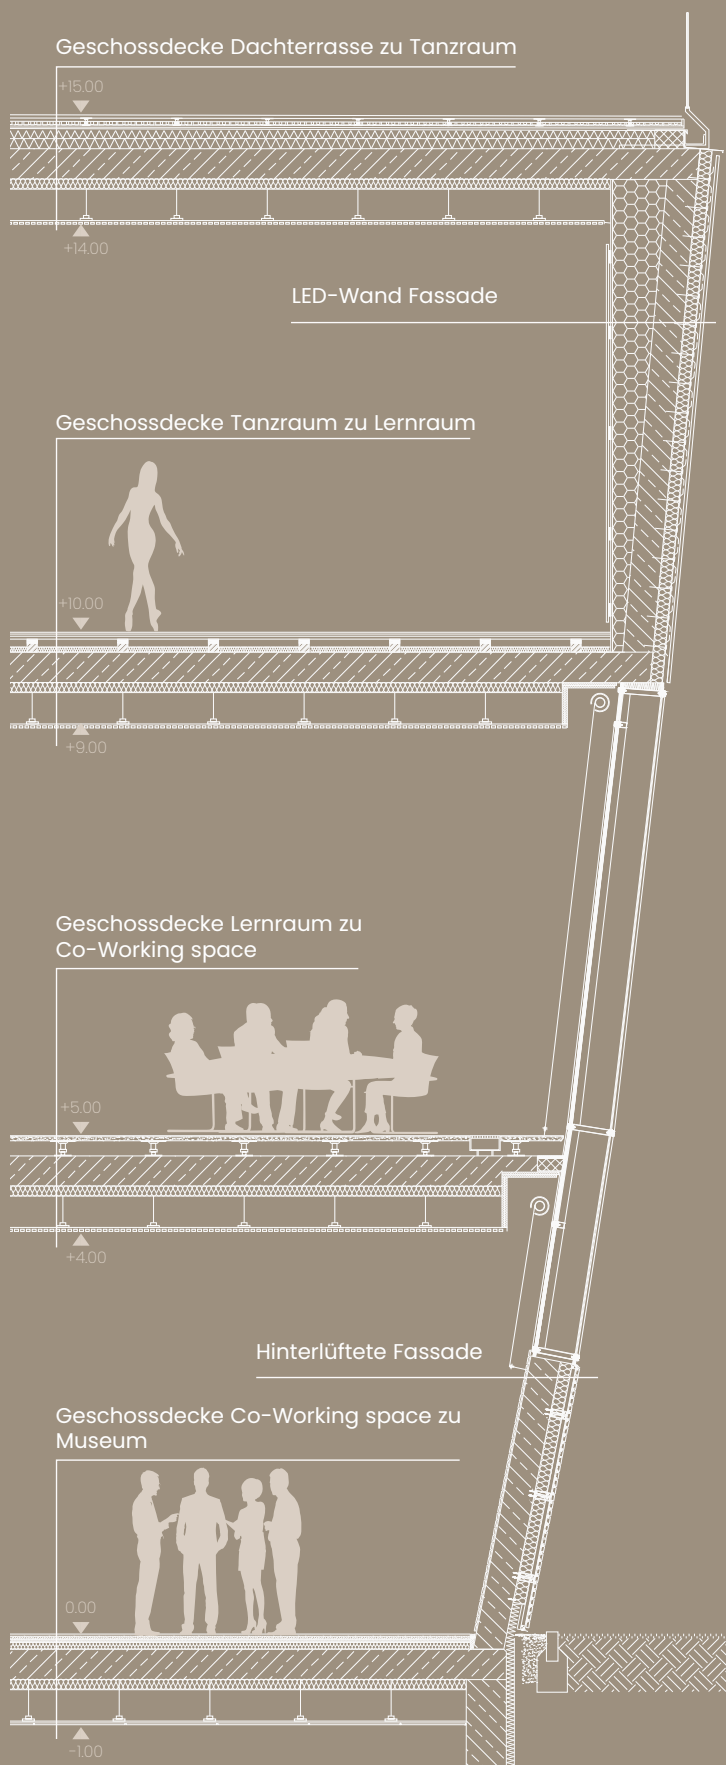 Geschossdecke Dachterrasse zu Tanzraum
+15.00
+14.00
LED-Wand Fassade
Geschossdecke Tanzraum zu Lernraum
+10.00
+9.00
Geschossdecke Lernraum zu
Co-Working space
+5.00
+4.00
Hinterlüftete Fassade
Geschossdecke Co-Working space zu
Museum
0.00
-1.00